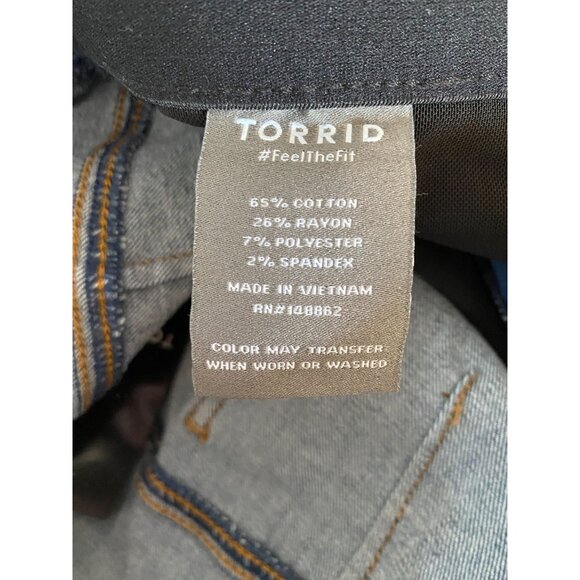 TORRID
#FeelTheFit
65% COTTON
26% RAYON
7% POLYESTER
2% SPANDEX
MADE IN VIETNAM
RN#148862
COLOR MAY TRANSFER
WHEN WORN OR WASHED